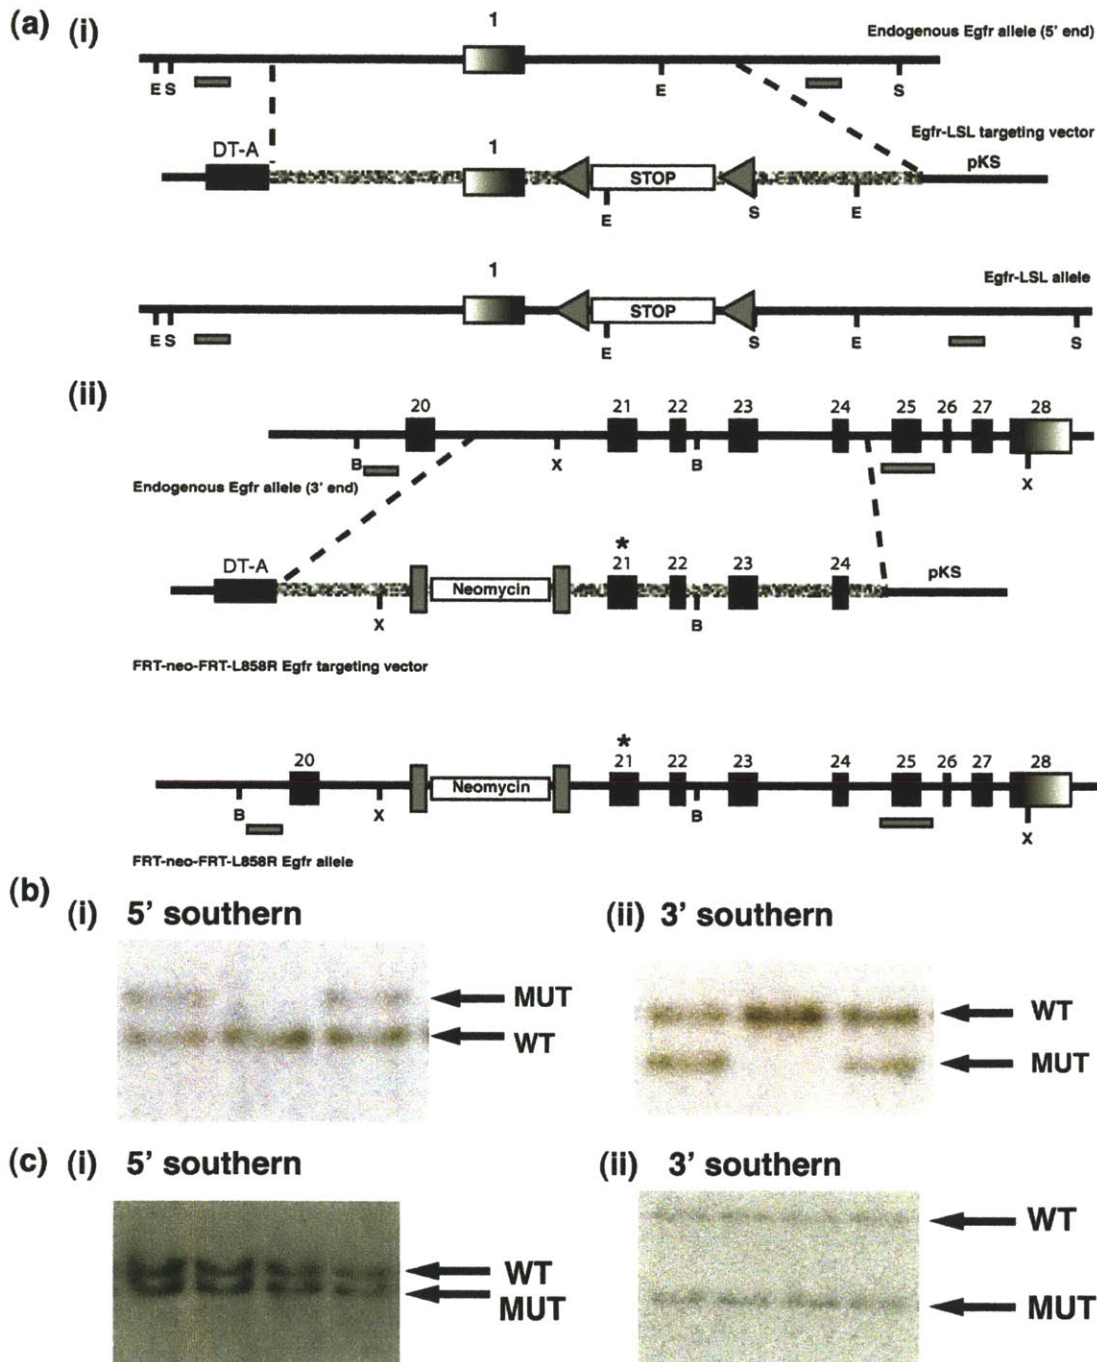 (a) (i)
1
Endogenous Egfr allele (5' end)
E S E S
Egfr-LSL targeting vector
DT-A 1 pKS
STOP
E S E
1
Egfr-LSL allele
STOP
E S E S E S
(ii)
20 21 22 23 24 25 26 27 28
B X B X
Endogenous Egfr allele (3' end)
*
DT-A 21 22 23 24 pKS
Neomycin
X B
FRT-neo-FRT-L858R Egfr targeting vector
*
20 21 22 23 24 25 26 27 28
Neomycin
B X B X
FRT-neo-FRT-L858R Egfr allele
(b)
(i) 5' southern
MUT
WT
(ii) 3' southern
WT
MUT
(c) (i) 5' southern
WT
MUT
(ii) 3' southern
WT
MUT